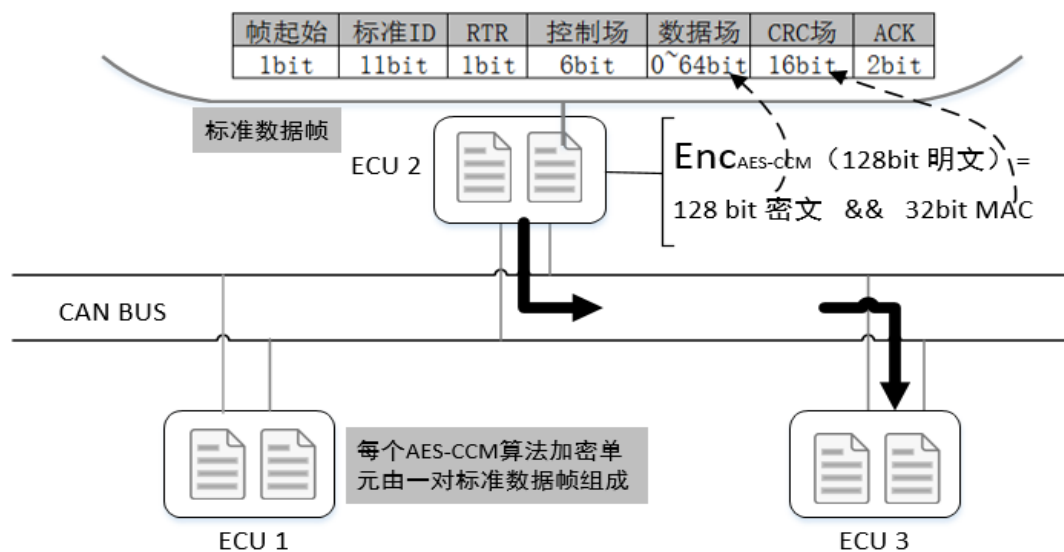 帧起始 标准ID RTR 控制场 数据场 CRC场 ACK
1bit 11bit 1bit 6bit 0~64bit 16bit 2bit
标准数据帧
ECU 2
EncAES-CCM（128bit 明文）=
128 bit 密文 && 32bit MAC
CAN BUS
每个AES-CCM算法加密单
元由一对标准数据帧组成
ECU 1
ECU 3